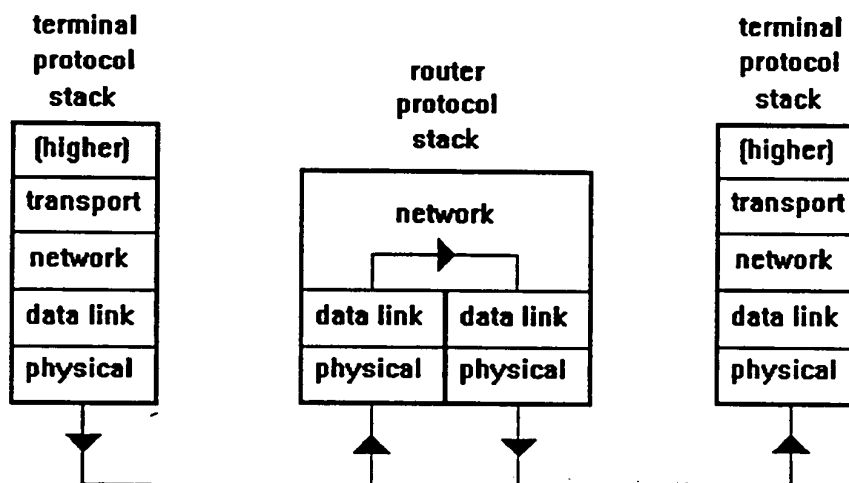 terminal
protocol
stack
(higher)
transport
network
data link
physical
router
protocol
stack
network
data link
data link
physical
physical
terminal
protocol
stack
(higher)
transport
network
data link
physical